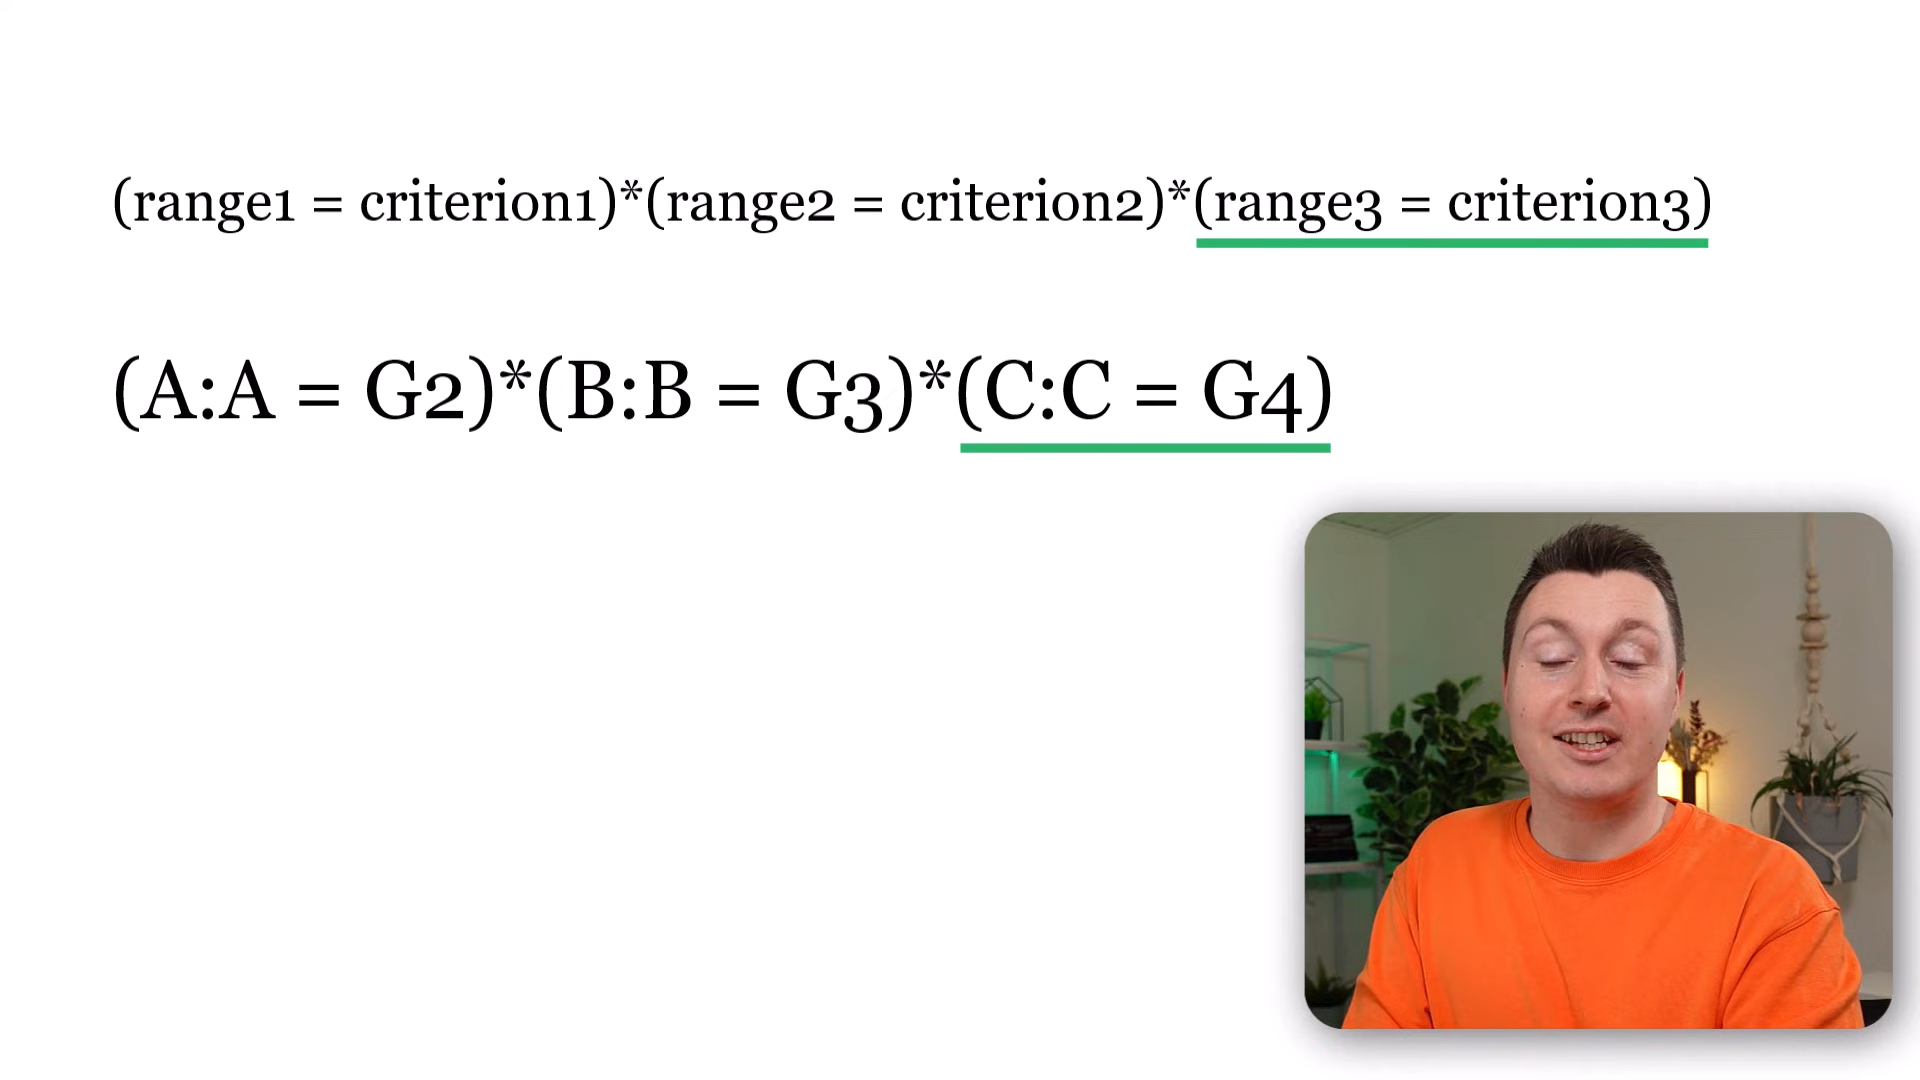 (range1 = criterion1)*(range2 = criterion2)*(range3 = criterion3)
(A:A = G2)*(B:B = G3)*(C:C = G4)